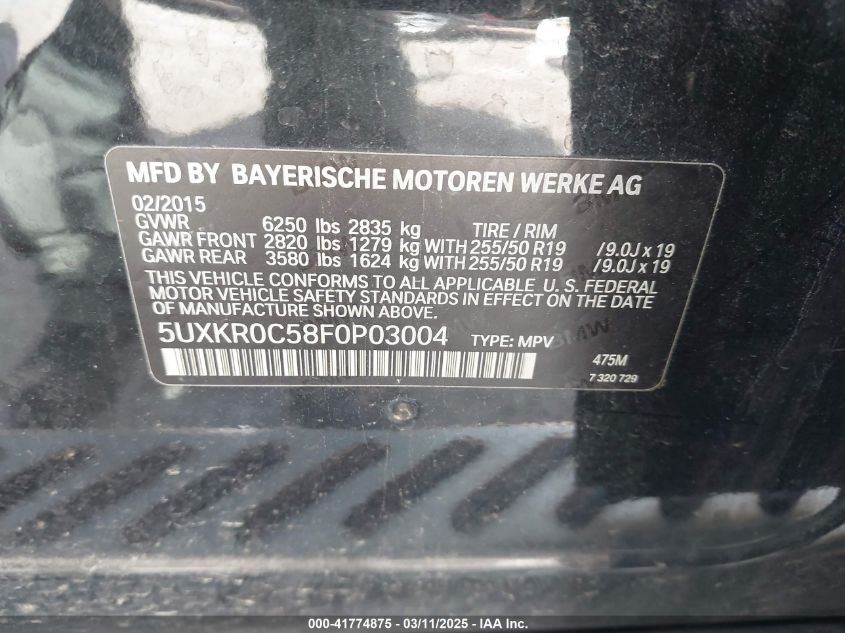 MFD BY BAYERISCHE MOTOREN WERKE AG
02/2015
GVWR 6250 lbs 2835 kg TIRE / RIM
GAWR FRONT 2820 lbs 1279 kg WITH 255/50 R19 /9.0J x 19
GAWR REAR 3580 lbs 1624 kg WITH 255/50 R19 /9.0J x 19
THIS VEHICLE CONFORMS TO ALL APPLICABLE U. S. FEDERAL
MOTOR VEHICLE SAFETY STANDARDS IN EFFECT ON THE DATE
OF MANUFACTURE SHOWN ABOVE.
5UXKR0C58F0P03004 TYPE: MPV
475M
7 320 729
BMW
000-41774875 - 03/11/2025 - IAA Inc.